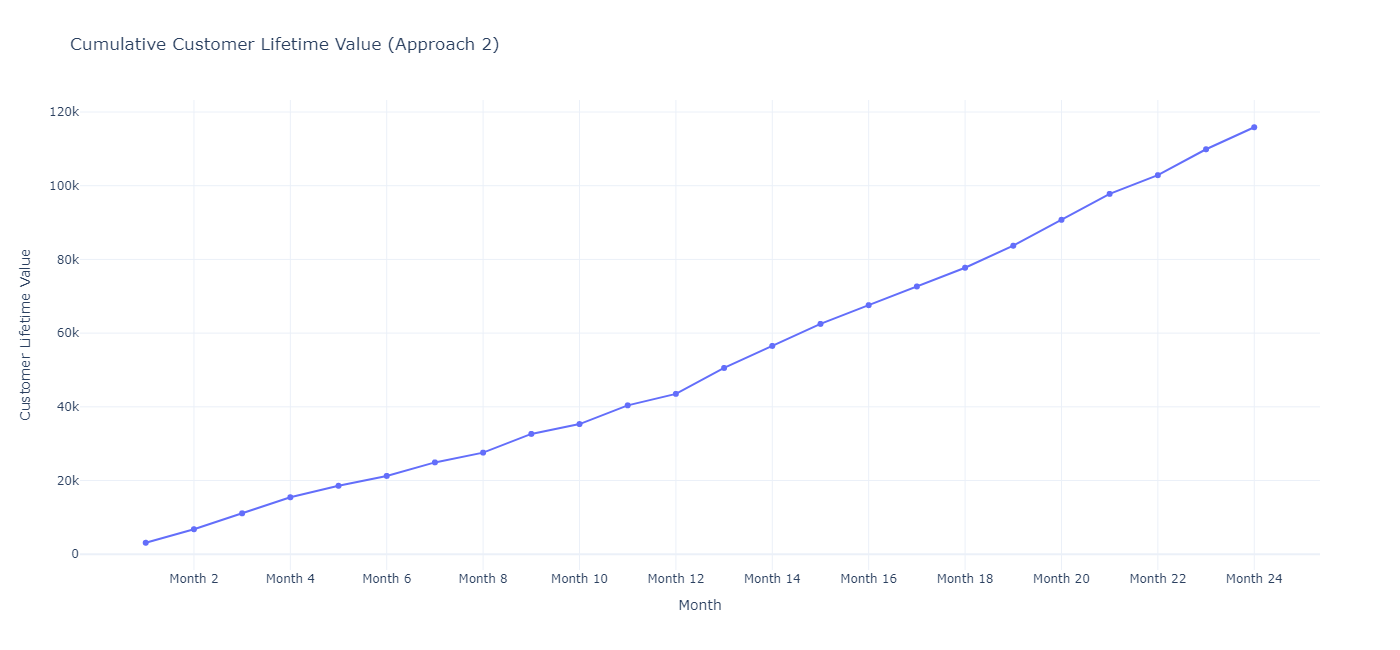 Cumulative Customer Lifetime Value (Approach 2)
120k
100k
80k
60k
40k
20k
0
Customer Lifetime Value
Month 2
Month 4
Month 6
Month 8
Month 10
Month 12
Month 14
Month 16
Month 18
Month 20
Month 22
Month 24
Month